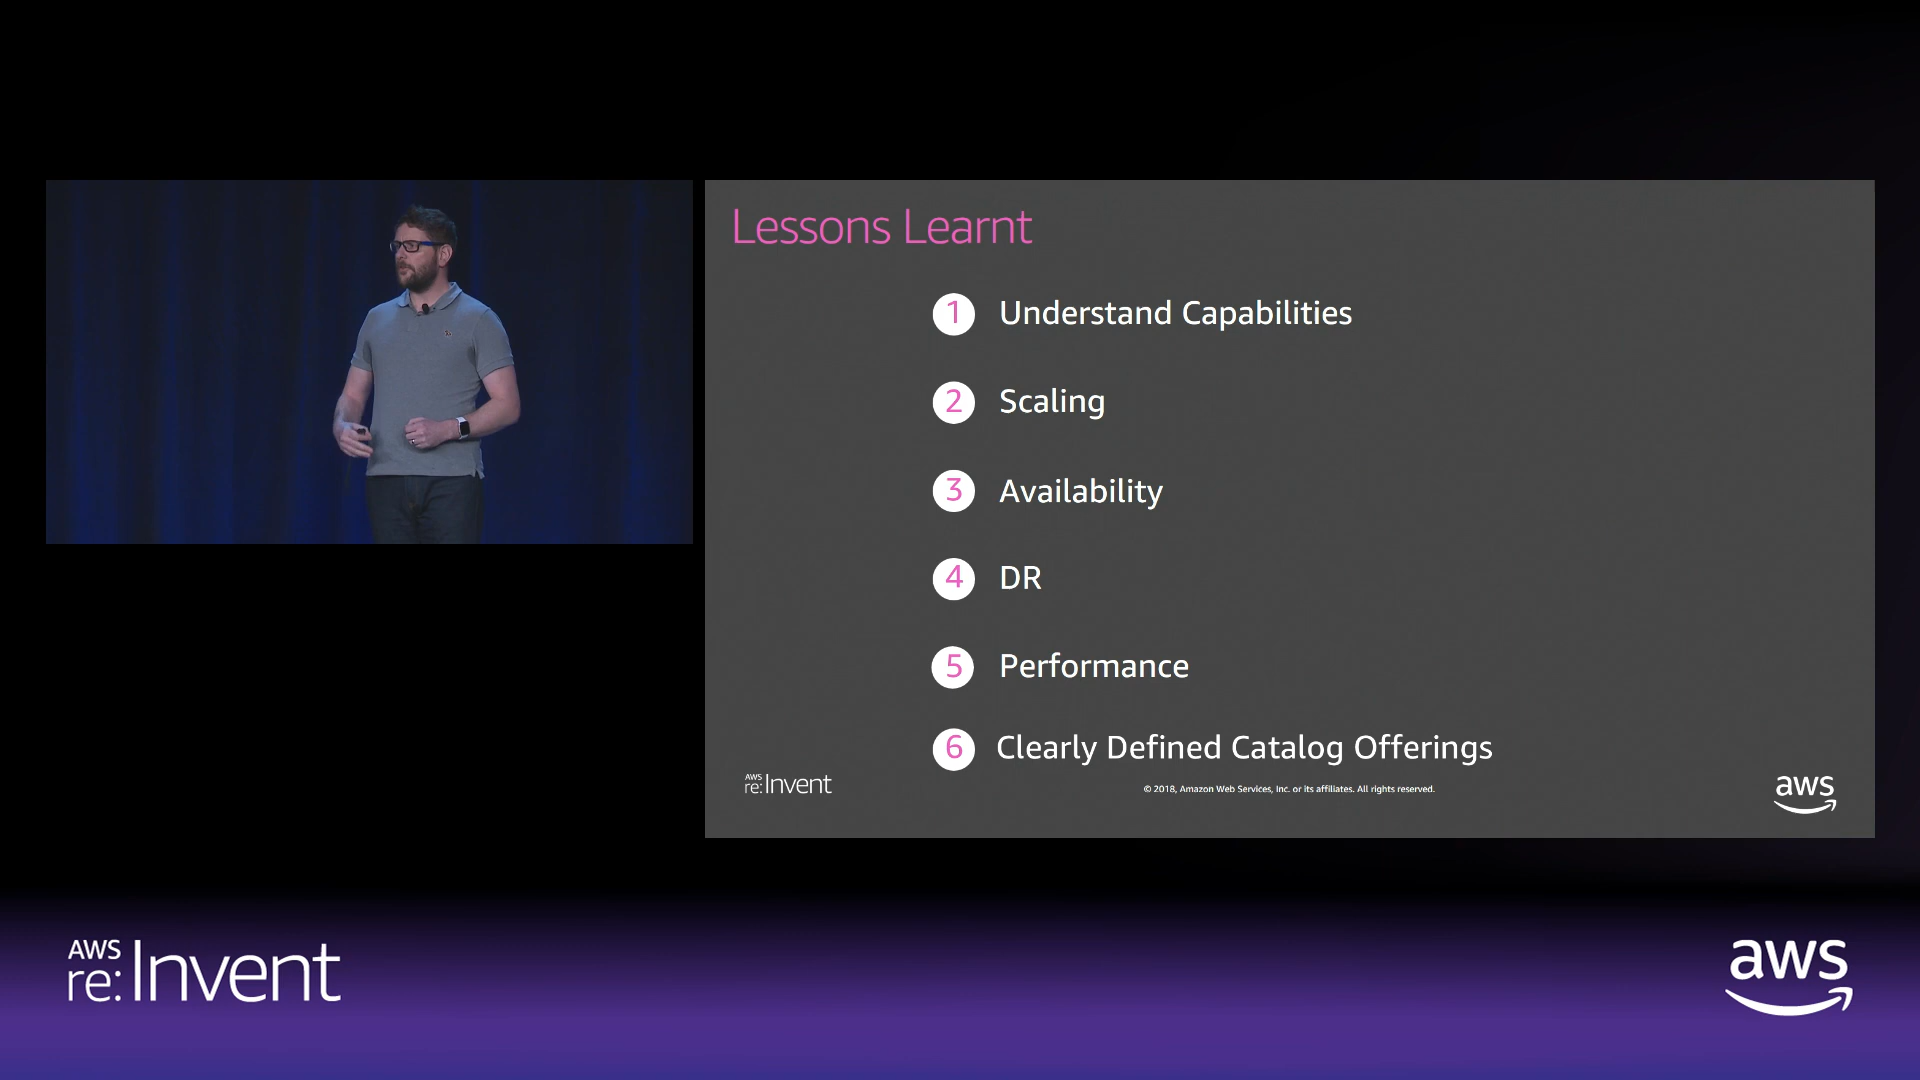 Lessons Learnt
1 Understand Capabilities
2 Scaling
3 Availability
4 DR
5 Performance
6 Clearly Defined Catalog Offerings
AWS
re:Invent
© 2018, Amazon Web Services, Inc. or its affiliates. All rights reserved.
aws
AWS
re:Invent
aws